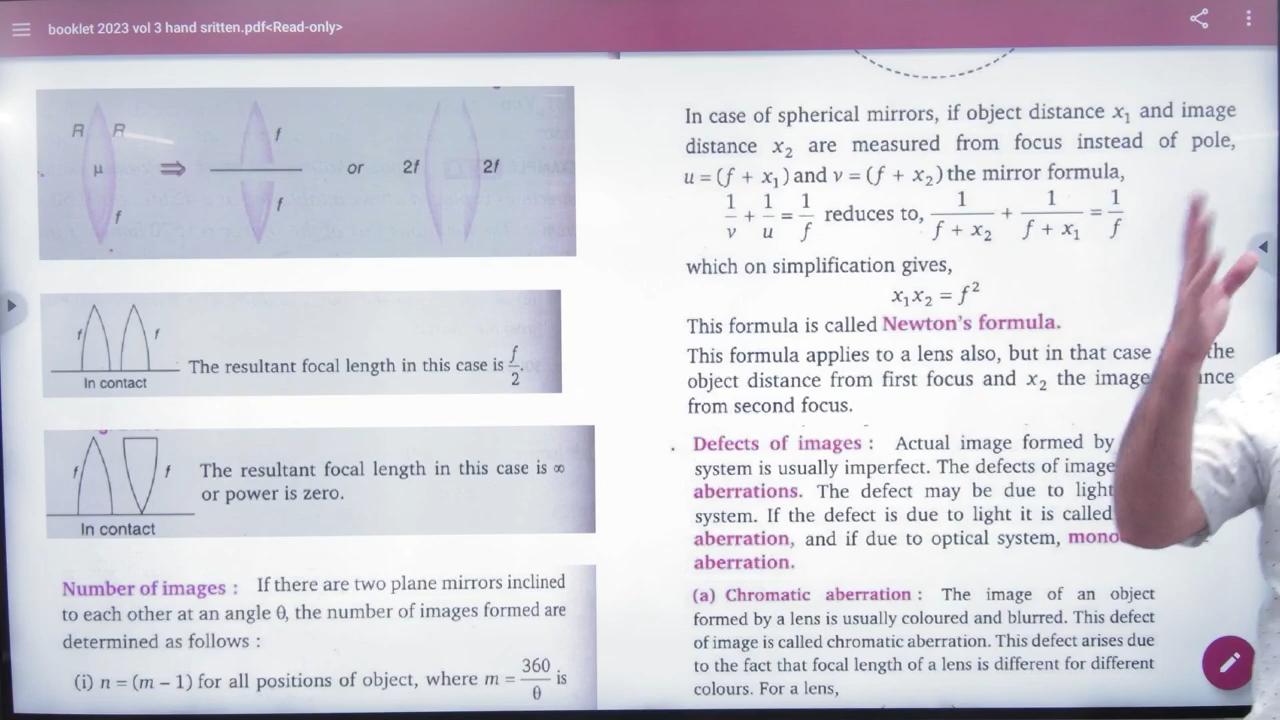 booklet 2023 vol 3 hand sritten.pdf<Read-only>
R R
μ
f
⇒
f
f
or
2f 2f
f f
In contact
The resultant focal length in this case is f/2.
f f
The resultant focal length in this case is ∞
or power is zero.
In contact
Number of images : If there are two plane mirrors inclined
to each other at an angle θ, the number of images formed are
determined as follows :
(i) n = (m – 1) for all positions of object, where m = 360/θ is
In case of spherical mirrors, if object distance x₁ and image
distance x₂ are measured from focus instead of pole,
u = (f + x₁) and v = (f + x₂) the mirror formula,
1/v + 1/u = 1/f reduces to, 1/(f + x₂) + 1/(f + x₁) = 1/f
which on simplification gives,
x₁x₂ = f²
This formula is called Newton's formula.
This formula applies to a lens also, but in that case the
object distance from first focus and x₂ the image
from second focus.
Defects of images : Actual image formed by
system is usually imperfect. The defects of image
aberrations. The defect may be due to light
system. If the defect is due to light it is called
aberration, and if due to optical system,
aberration.
(a) Chromatic aberration : The image of an object
formed by a lens is usually coloured and blurred. This defect
of image is called chromatic aberration. This defect arises due
to the fact that focal length of a lens is different for different
colours. For a lens,